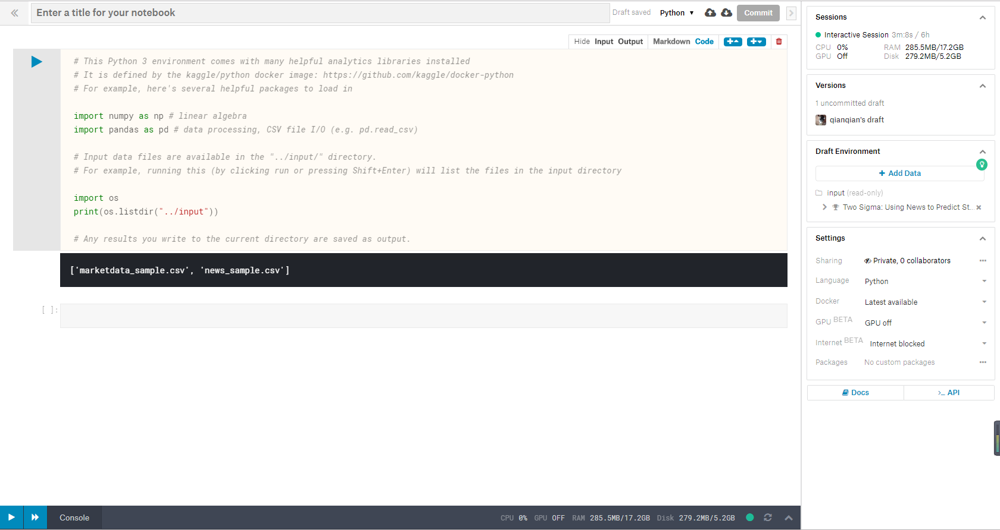 Enter a title for your notebook
Draft saved
Python
Commit
Hide Input Output Markdown Code
# This Python 3 environment comes with many helpful analytics libraries installed
# It is defined by the kaggle/python docker image: https://github.com/kaggle/docker-python
# For example, here's several helpful packages to load in
import numpy as np # linear algebra
import pandas as pd # data processing, CSV file I/O (e.g. pd.read_csv)
# Input data files are available in the "../input/" directory.
# For example, running this (by clicking run or pressing Shift+Enter) will list the files in the input directory
import os
print(os.listdir("../input"))
# Any results you write to the current directory are saved as output.
['marketdata_sample.csv', 'news_sample.csv']
[ ]:
Console
CPU 0% GPU OFF RAM 285.5MB/17.2GB Disk 279.2MB/5.2GB
Sessions
Interactive Session 3m:8s / 6h
CPU 0% RAM 285.5MB/17.2GB
GPU Off Disk 279.2MB/5.2GB
Versions
1 uncommitted draft
qianqian's draft
Draft Environment
+ Add Data
input (read-only)
Two Sigma: Using News to Predict St...
Settings
Sharing Private, 0 collaborators
Language Python
Docker Latest available
GPU BETA GPU off
Internet BETA Internet blocked
Packages No custom packages
Docs
>_ API